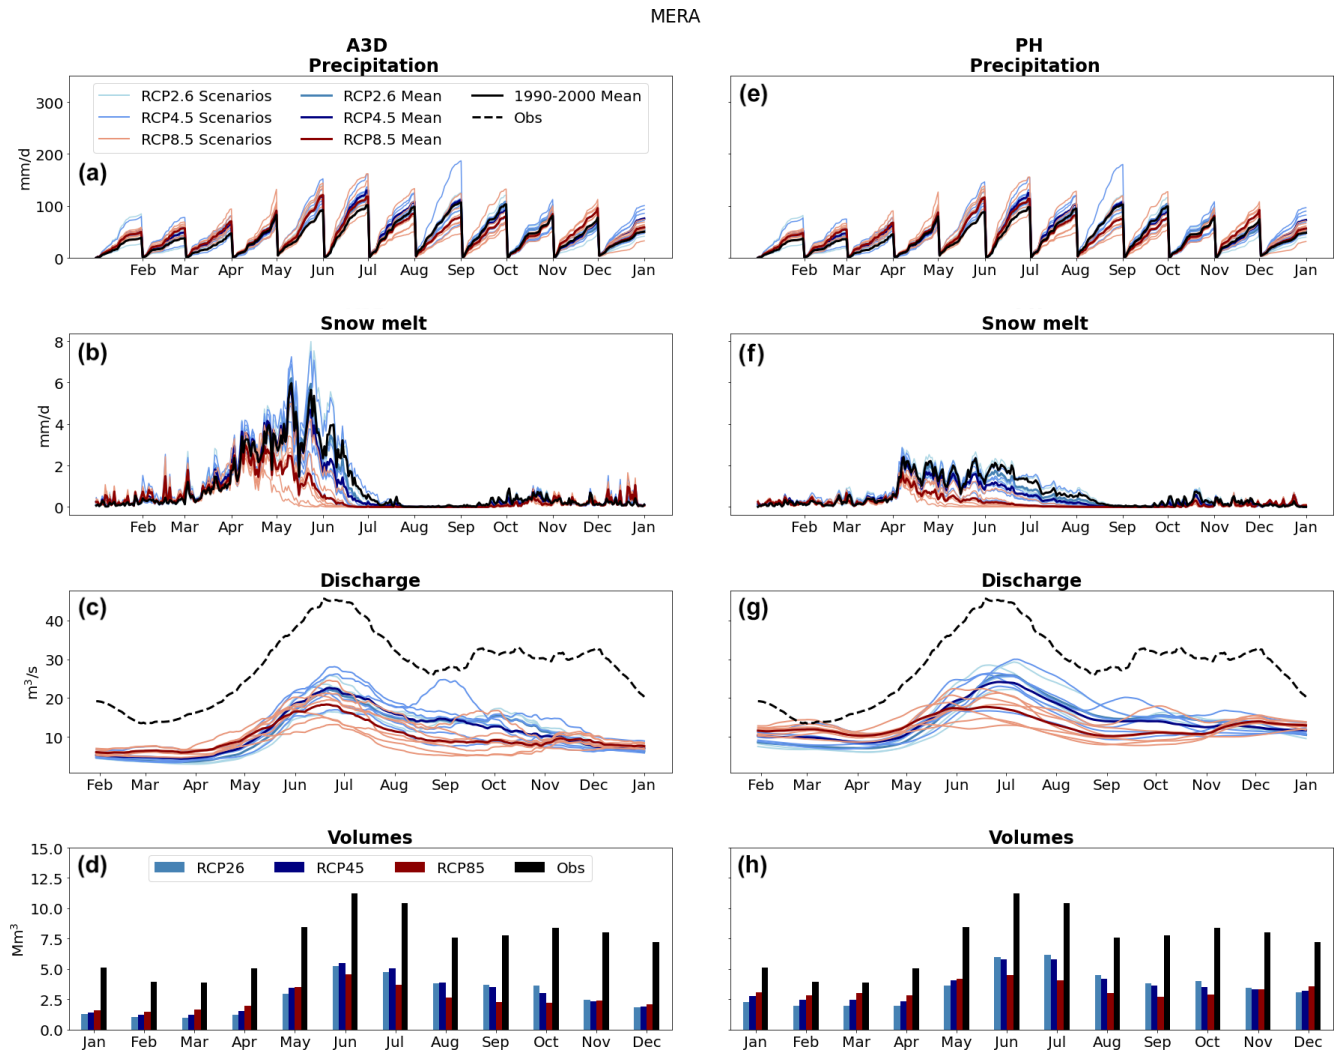 MERA
A3D
Precipitation
PH
Precipitation
RCP2.6 Scenarios
RCP4.5 Scenarios
RCP8.5 Scenarios
RCP2.6 Mean
RCP4.5 Mean
RCP8.5 Mean
1990-2000 Mean
Obs
(a)
(e)
mm/d
300
200
100
0
Feb Mar Apr May Jun Jul Aug Sep Oct Nov Dec Jan
Feb Mar Apr May Jun Jul Aug Sep Oct Nov Dec Jan
Snow melt
Snow melt
(b)
(f)
mm/d
8
6
4
2
0
Feb Mar Apr May Jun Jul Aug Sep Oct Nov Dec Jan
Feb Mar Apr May Jun Jul Aug Sep Oct Nov Dec Jan
Discharge
Discharge
(c)
(g)
m³/s
40
30
20
10
Feb Mar Apr May Jun Jul Aug Sep Oct Nov Dec Jan
Feb Mar Apr May Jun Jul Aug Sep Oct Nov Dec Jan
Volumes
Volumes
(d)
RCP26 RCP45 RCP85 Obs
(h)
Mm³
15.0
12.5
10.0
7.5
5.0
2.5
0.0
Jan Feb Mar Apr May Jun Jul Aug Sep Oct Nov Dec
Jan Feb Mar Apr May Jun Jul Aug Sep Oct Nov Dec